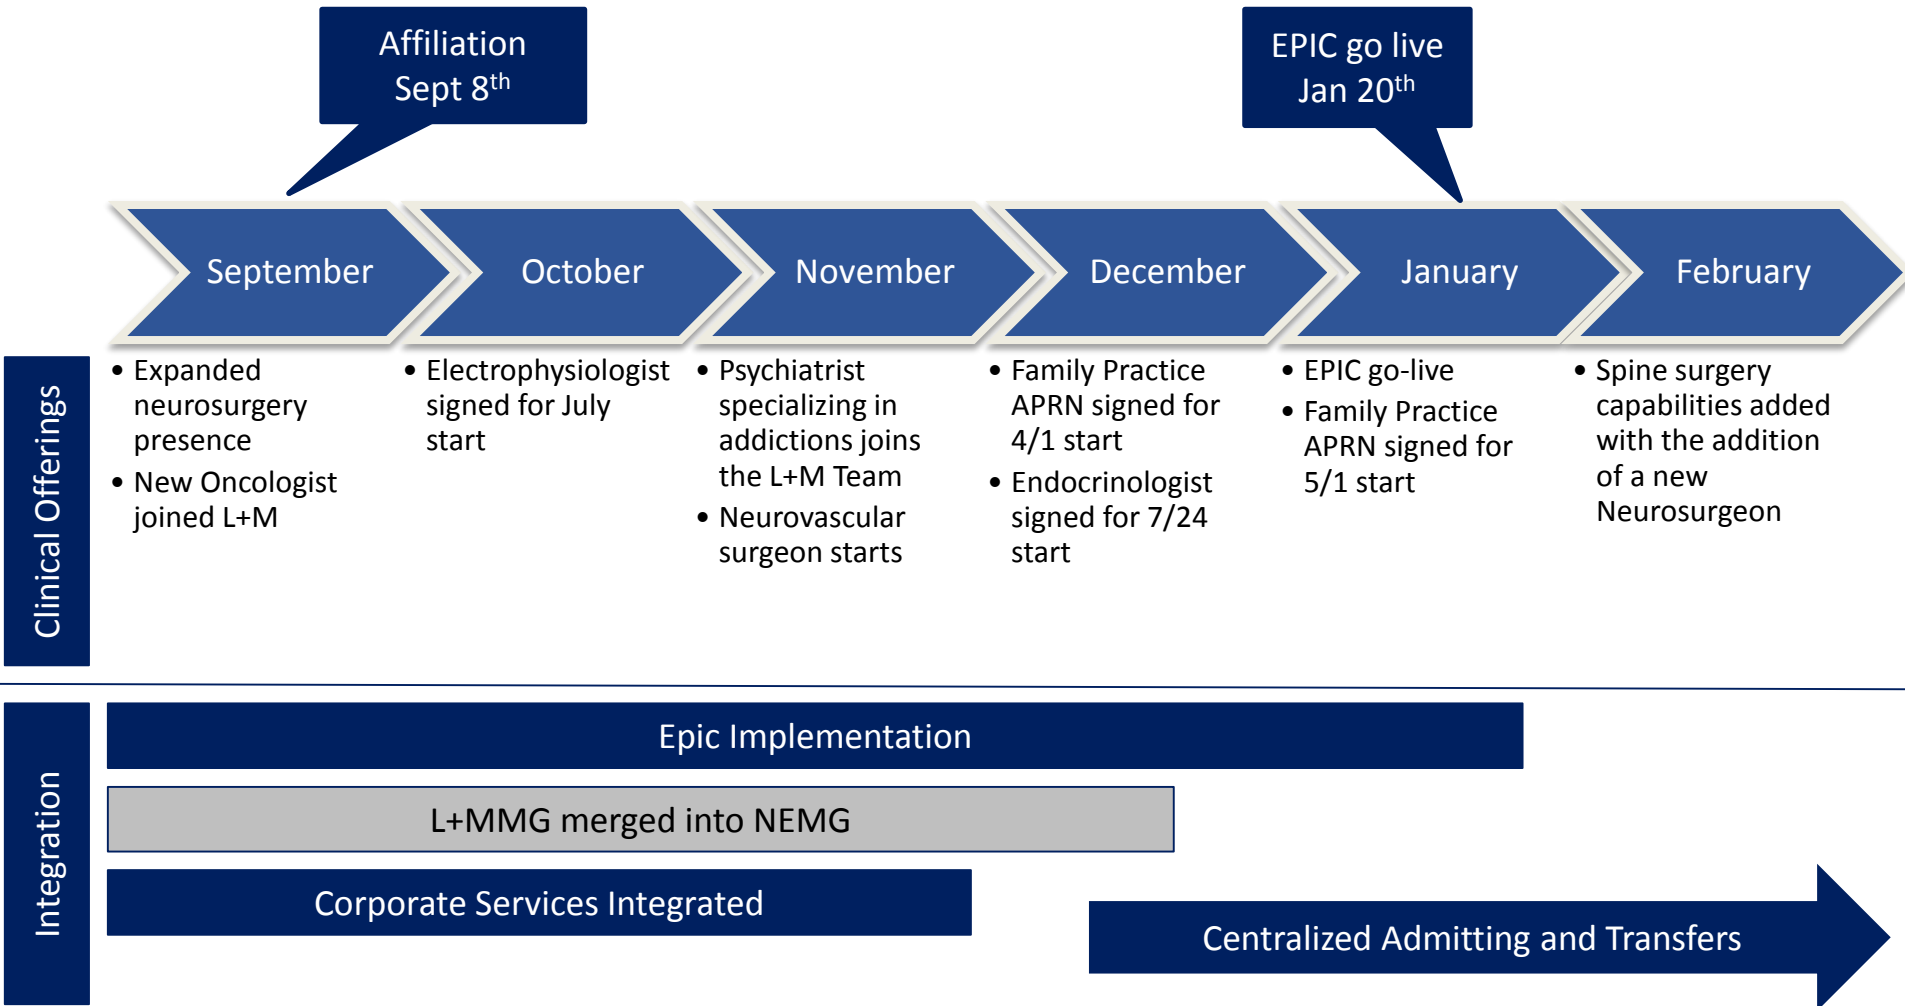 Affiliation
Sept 8th
EPIC go live
Jan 20th
September
October
November
December
January
February
Clinical Offerings
• Expanded
neurosurgery
presence
• New Oncologist
joined L+M
• Electrophysiologist
signed for July
start
• Psychiatrist
specializing in
addictions joins
the L+M Team
• Neurovascular
surgeon starts
• Family Practice
APRN signed for
4/1 start
• Endocrinologist
signed for 7/24
start
• EPIC go-live
• Family Practice
APRN signed for
5/1 start
• Spine surgery
capabilities added
with the addition
of a new
Neurosurgeon
Integration
Epic Implementation
L+MMG merged into NEMG
Corporate Services Integrated
Centralized Admitting and Transfers